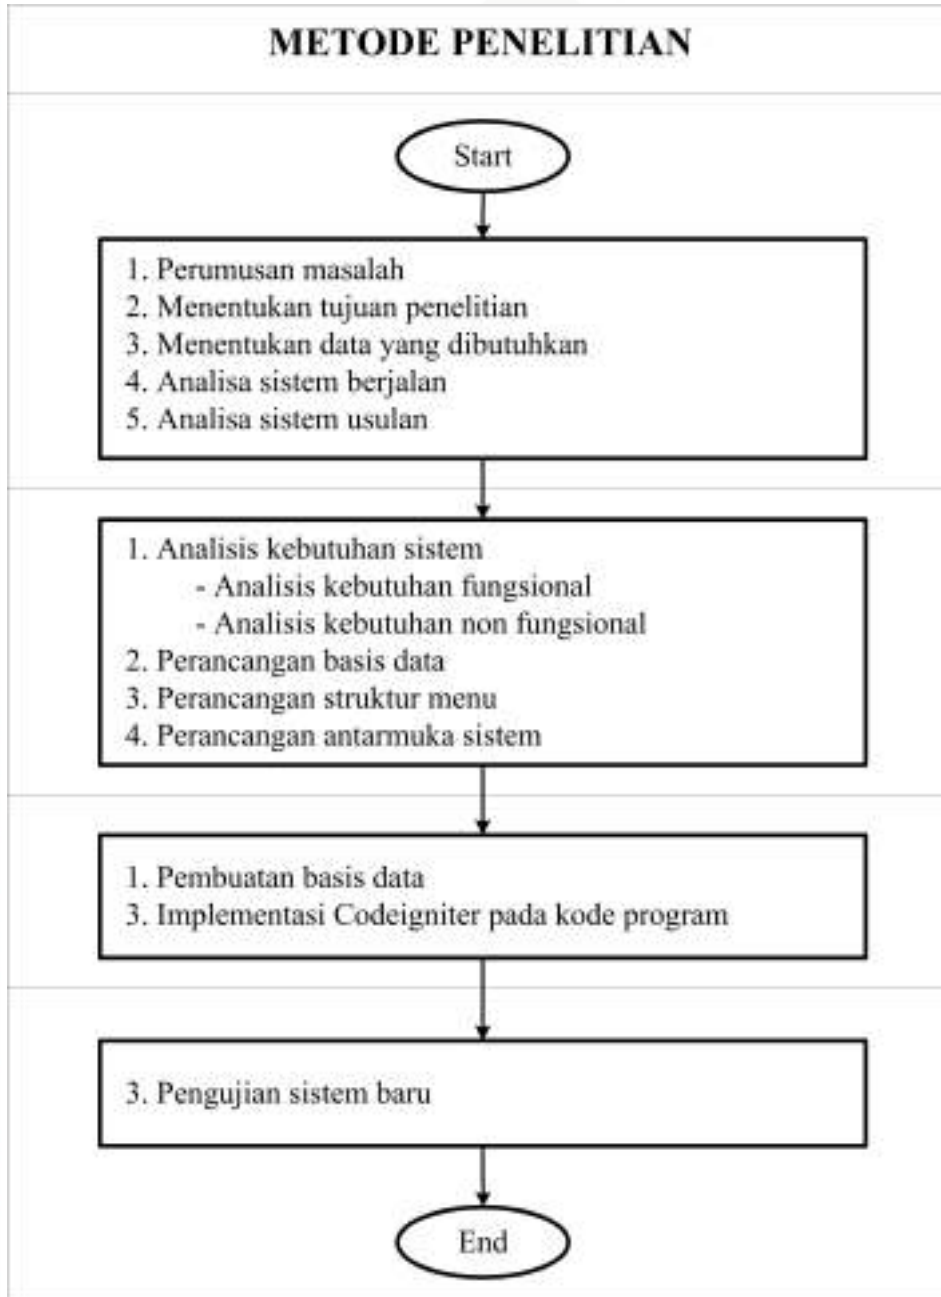 METODE PENELITIAN
Start
1. Perumusan masalah
2. Menentukan tujuan penelitian
3. Menentukan data yang dibutuhkan
4. Analisa sistem berjalan
5. Analisa sistem usulan
1. Analisis kebutuhan sistem
- Analisis kebutuhan fungsional
- Analisis kebutuhan non fungsional
2. Perancangan basis data
3. Perancangan struktur menu
4. Perancangan antarmuka sistem
1. Pembuatan basis data
3. Implementasi Codeigniter pada kode program
3. Pengujian sistem baru
End